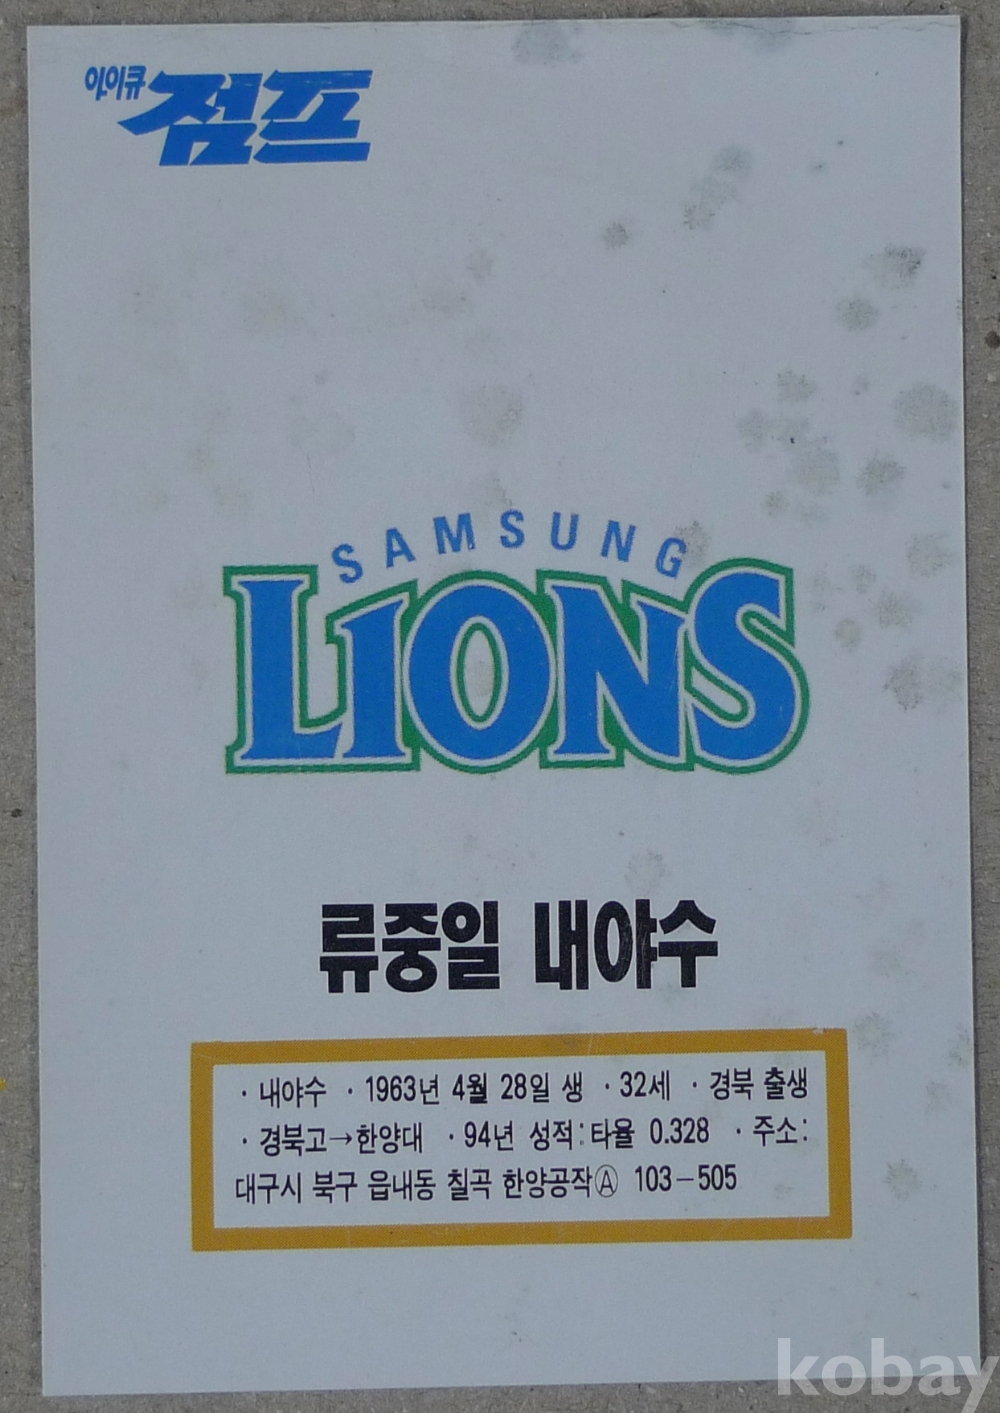 아이큐
점프
SAMSUNG
LIONS
류중일 내야수
· 내야수 · 1963년 4월 28일 생 · 32세 · 경북 출생
· 경북고→한양대 · 94년 성적:타율 0.328 · 주소:
대구시 북구 읍내동 칠곡 한양공작Ⓐ 103-505
kobay